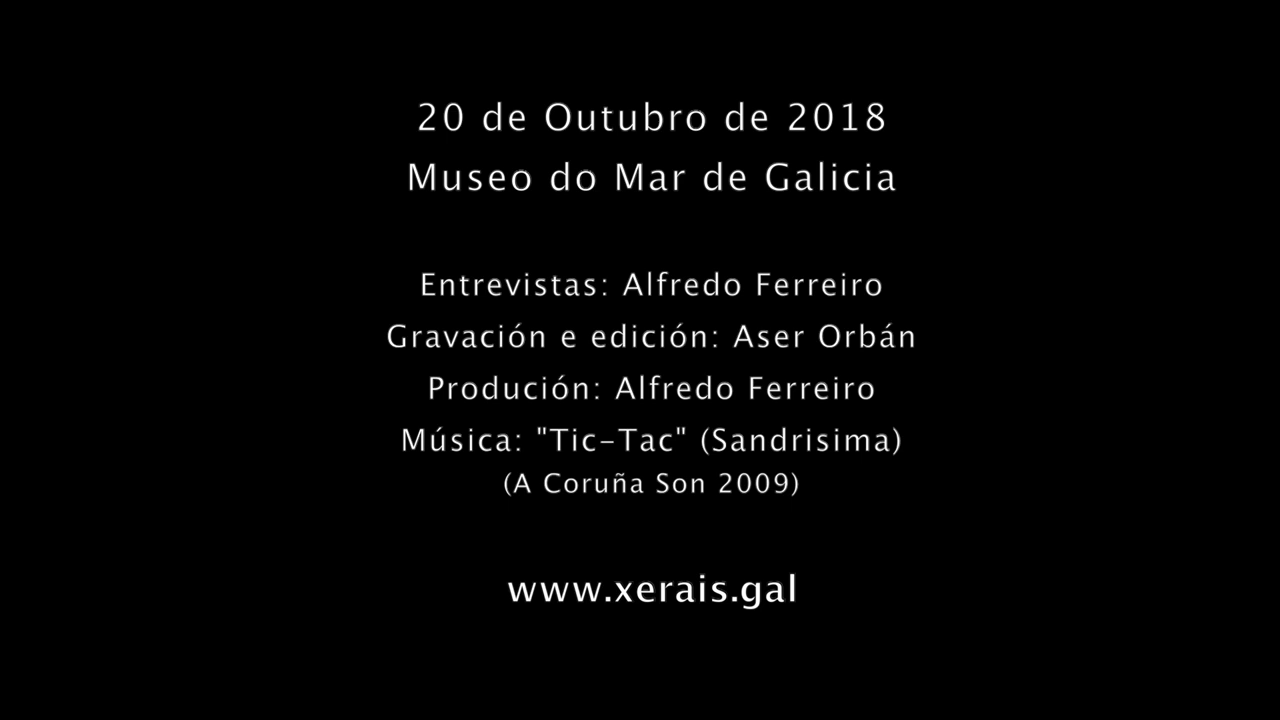 20 de Outubro de 2018
Museo do Mar de Galicia
Entrevistas: Alfredo Ferreiro
Gravación e edición: Aser Orbán
Produción: Alfredo Ferreiro
Música: "Tic-Tac" (Sandrisima)
(A Coruña Son 2009)
www.xerais.gal